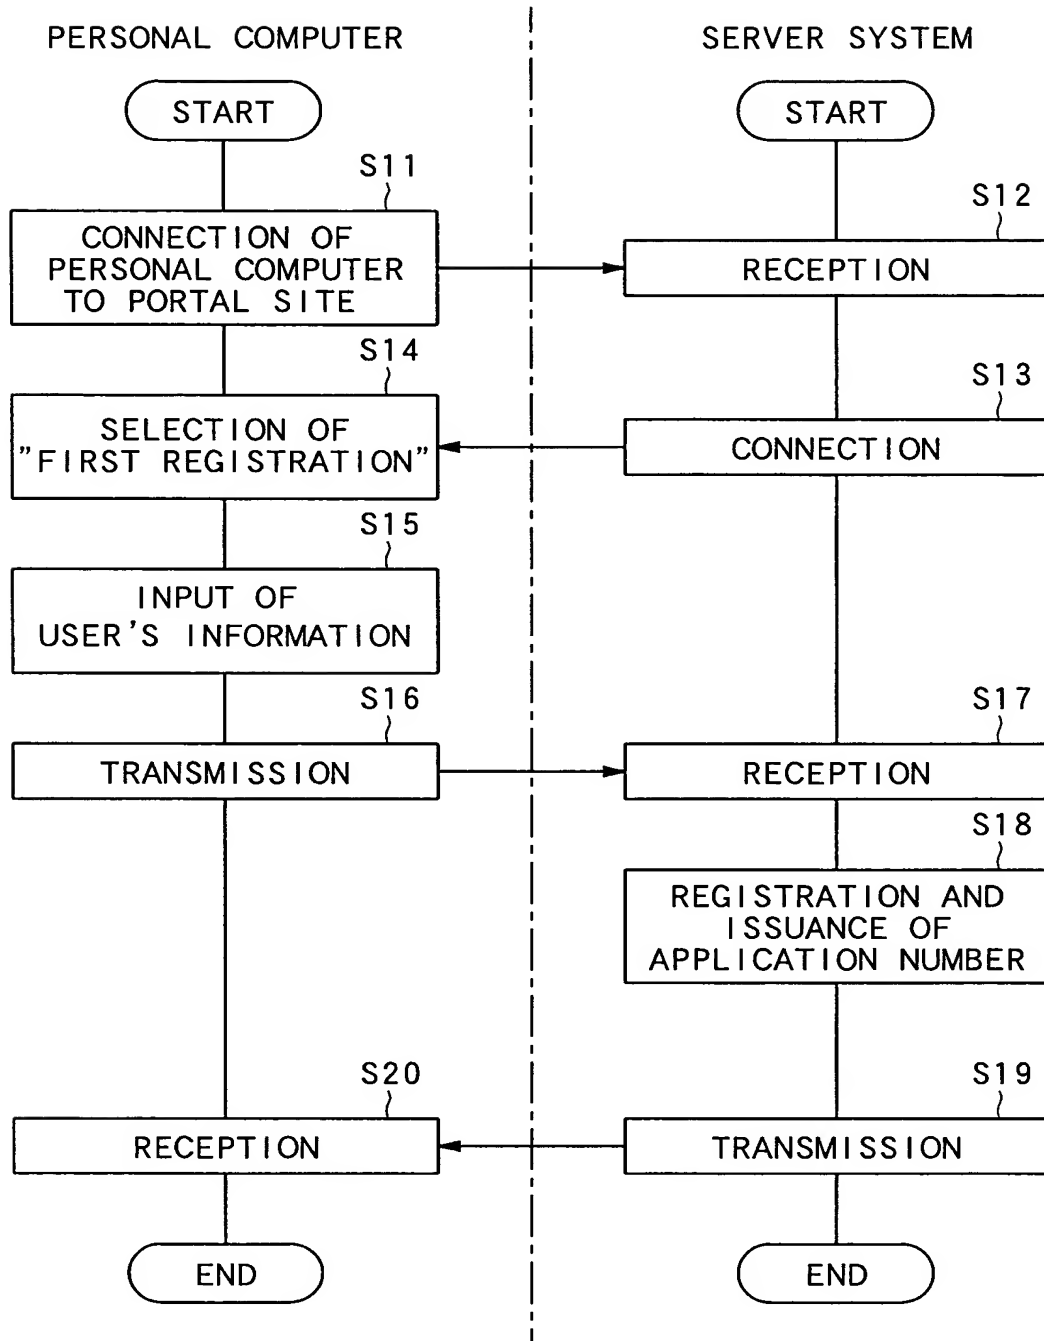 PERSONAL COMPUTER
SERVER SYSTEM
START
START
S11
CONNECTION OF
PERSONAL COMPUTER
TO PORTAL SITE
S12
RECEPTION
S13
CONNECTION
S14
SELECTION OF
"FIRST REGISTRATION"
S15
INPUT OF
USER'S INFORMATION
S16
TRANSMISSION
S17
RECEPTION
S18
REGISTRATION AND
ISSUANCE OF
APPLICATION NUMBER
S19
TRANSMISSION
S20
RECEPTION
END
END